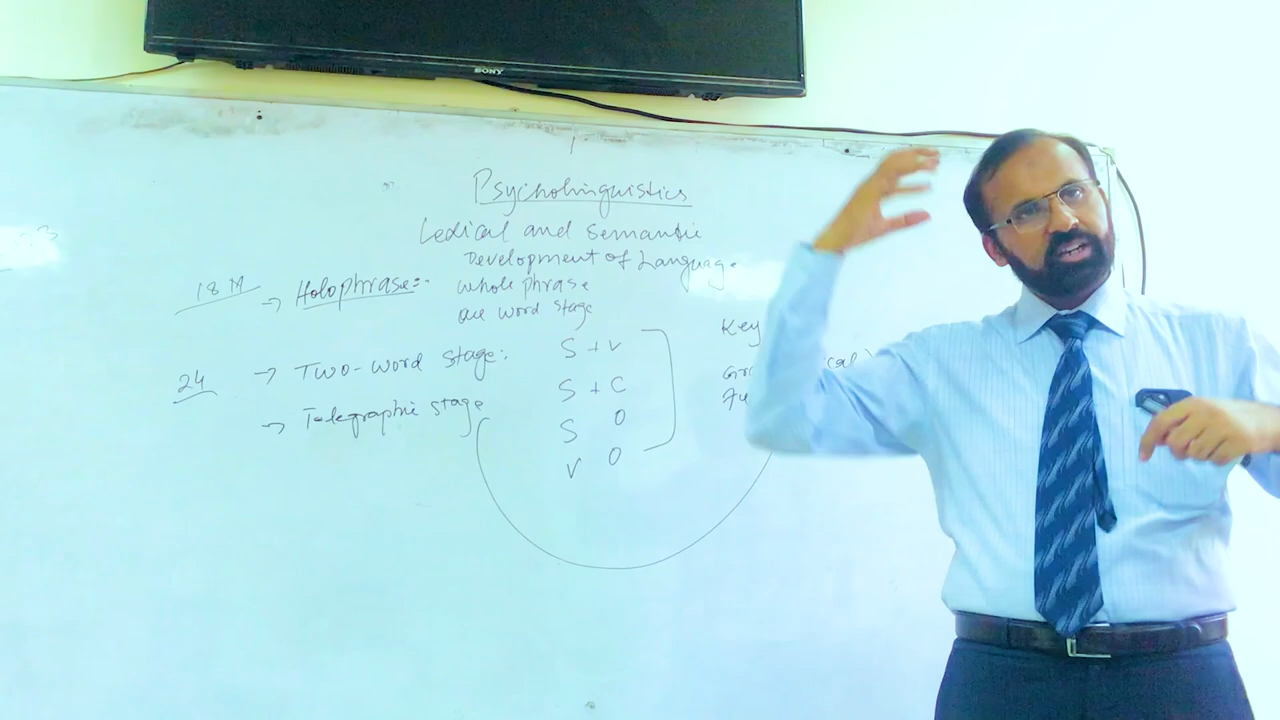 SONY
Psycholinguistics
Ledical and Semantic
Development of Language.
18 M → Holophrase:- whole phrase
one word stage
24 → Two-word stage: S + V
S + C
→ Telegraphic stage
S O
V O
Key